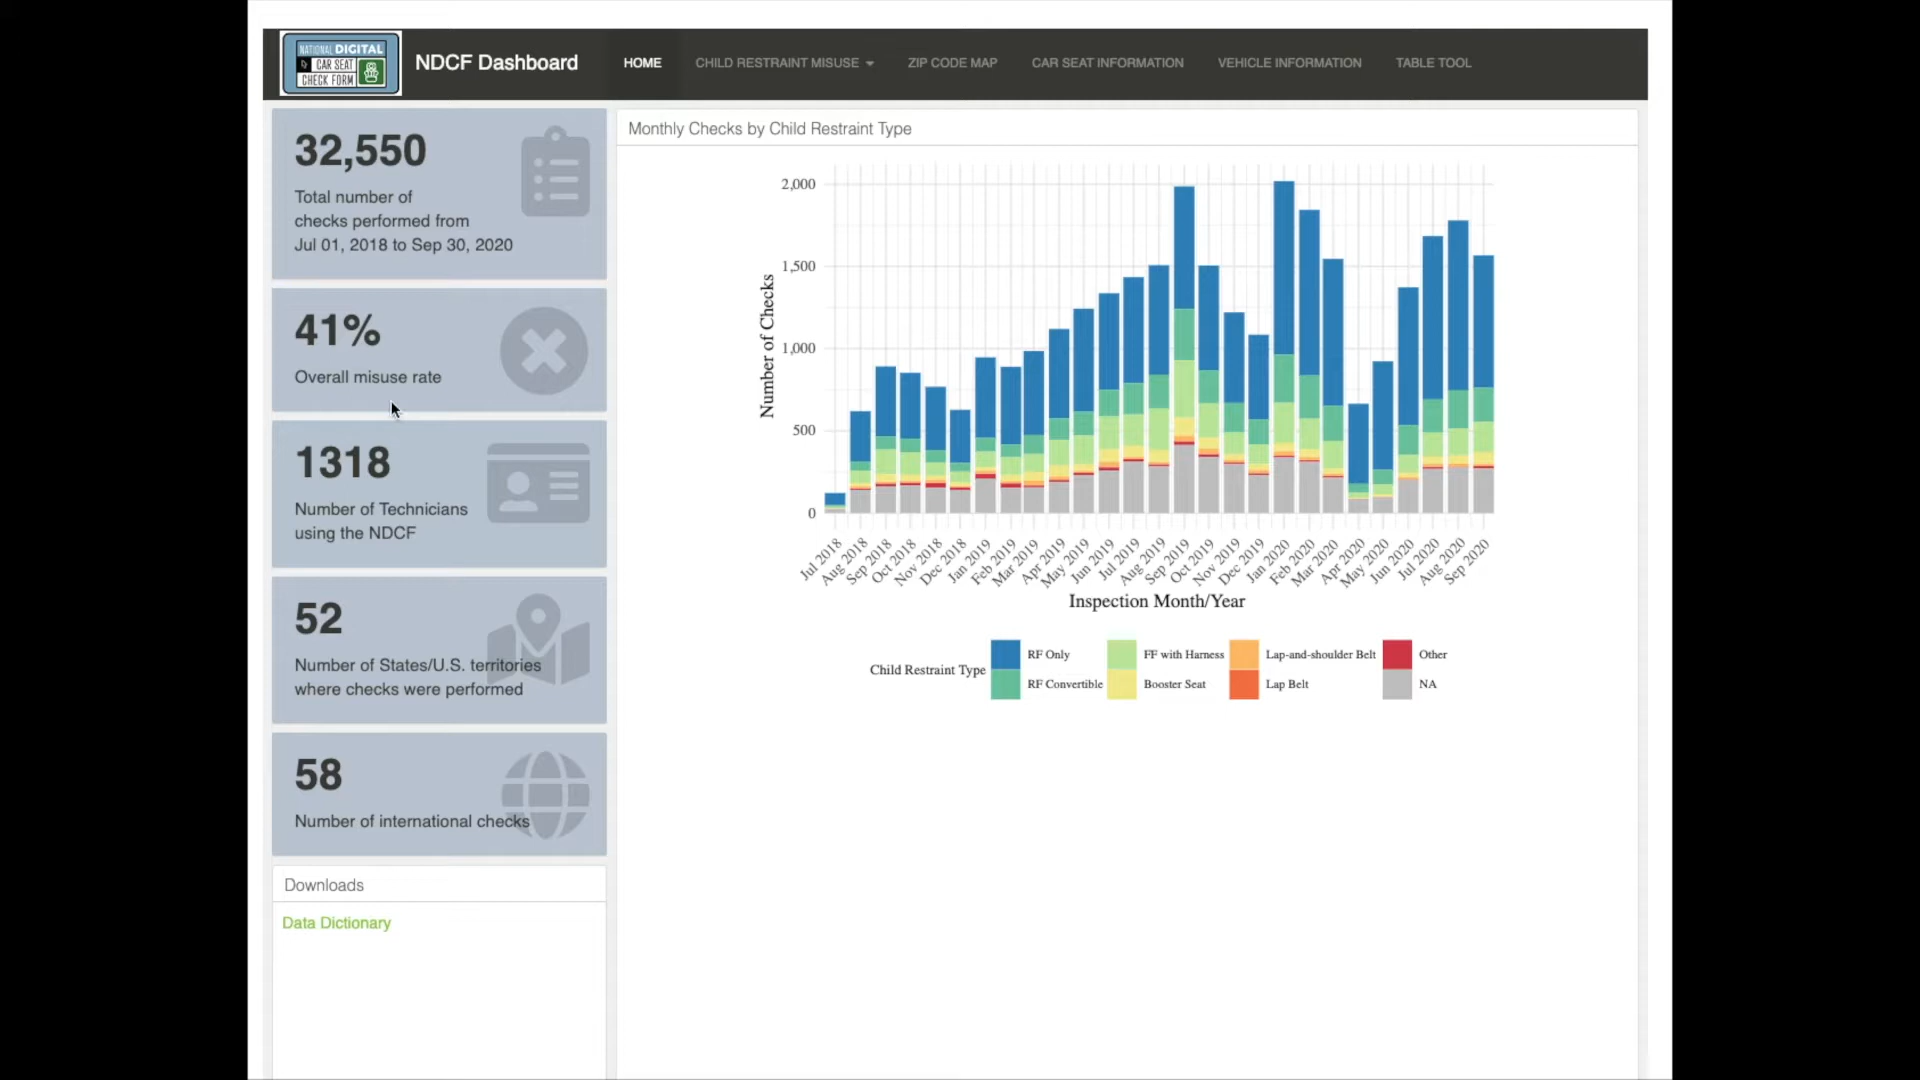 NATIONAL DIGITAL
CAR SEAT
CHECK FORM
NDCF Dashboard
HOME
CHILD RESTRAINT MISUSE
ZIP CODE MAP
CAR SEAT INFORMATION
VEHICLE INFORMATION
TABLE TOOL
32,550
Total number of
checks performed from
Jul 01, 2018 to Sep 30, 2020
41%
Overall misuse rate
1318
Number of Technicians
using the NDCF
52
Number of States/U.S. territories
where checks were performed
58
Number of international checks
Downloads
Data Dictionary
Monthly Checks by Child Restraint Type
Number of Checks
2,000
1,500
1,000
500
0
Jul 2018
Aug 2018
Sep 2018
Oct 2018
Nov 2018
Dec 2018
Jan 2019
Feb 2019
Mar 2019
Apr 2019
May 2019
Jun 2019
Jul 2019
Aug 2019
Sep 2019
Oct 2019
Nov 2019
Dec 2019
Jan 2020
Feb 2020
Mar 2020
Apr 2020
May 2020
Jun 2020
Jul 2020
Aug 2020
Sep 2020
Inspection Month/Year
Child Restraint Type
RF Only
FF with Harness
Lap-and-shoulder Belt
Other
RF Convertible
Booster Seat
Lap Belt
NA